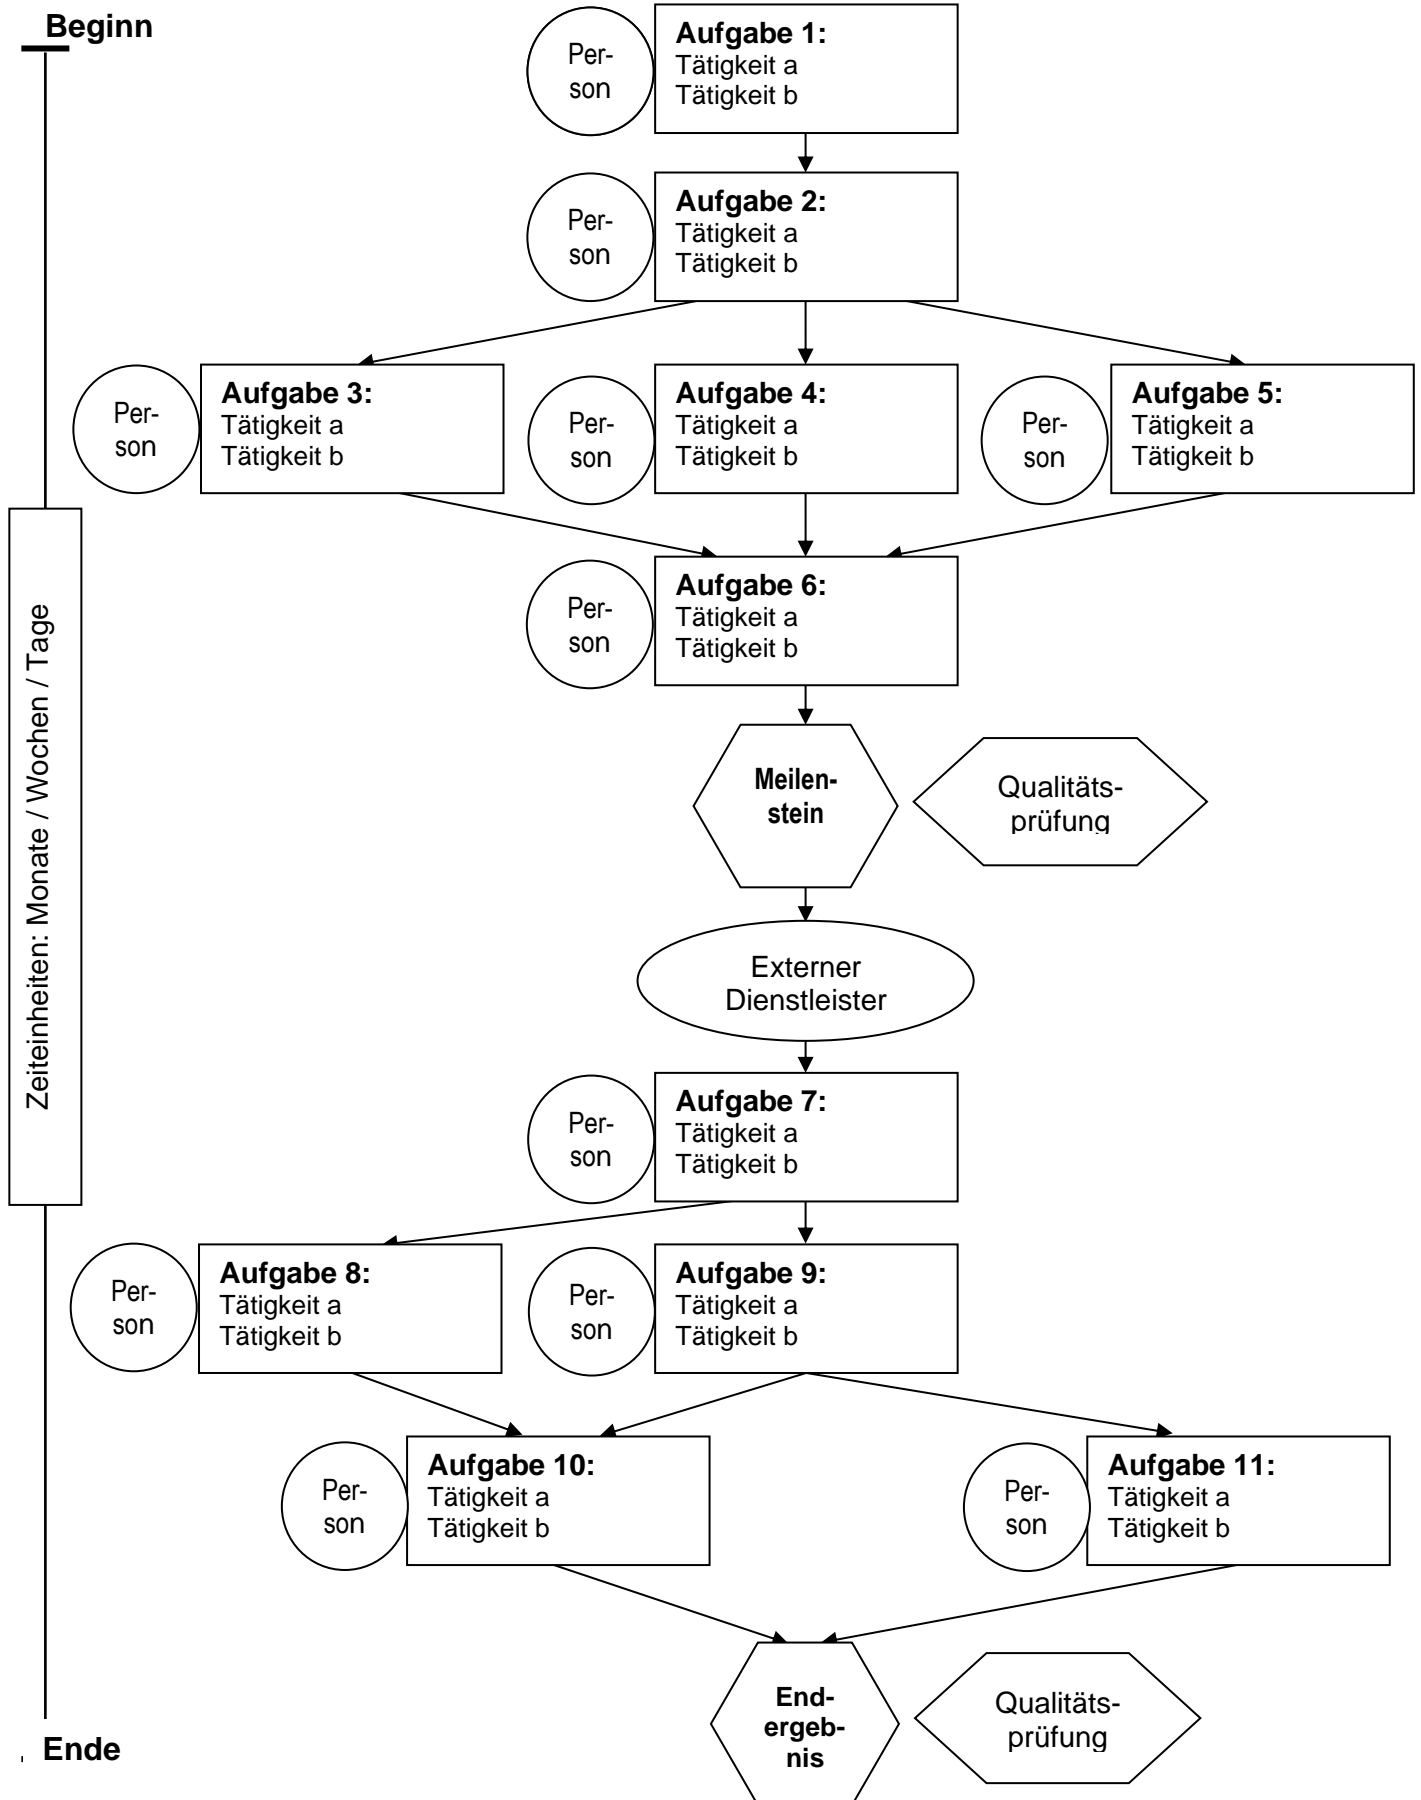 Beginn
Per-
son
Aufgabe 1:
Tätigkeit a
Tätigkeit b
Per-
son
Aufgabe 2:
Tätigkeit a
Tätigkeit b
Per-
son
Aufgabe 3:
Tätigkeit a
Tätigkeit b
Per-
son
Aufgabe 4:
Tätigkeit a
Tätigkeit b
Per-
son
Aufgabe 5:
Tätigkeit a
Tätigkeit b
Zeiteinheiten: Monate / Wochen / Tage
Per-
son
Aufgabe 6:
Tätigkeit a
Tätigkeit b
Meilen-
stein
Qualitäts-
prüfung
Externer
Dienstleister
Per-
son
Aufgabe 7:
Tätigkeit a
Tätigkeit b
Per-
son
Aufgabe 8:
Tätigkeit a
Tätigkeit b
Per-
son
Aufgabe 9:
Tätigkeit a
Tätigkeit b
Per-
son
Aufgabe 10:
Tätigkeit a
Tätigkeit b
Per-
son
Aufgabe 11:
Tätigkeit a
Tätigkeit b
End-
ergeb-
nis
Qualitäts-
prüfung
Ende